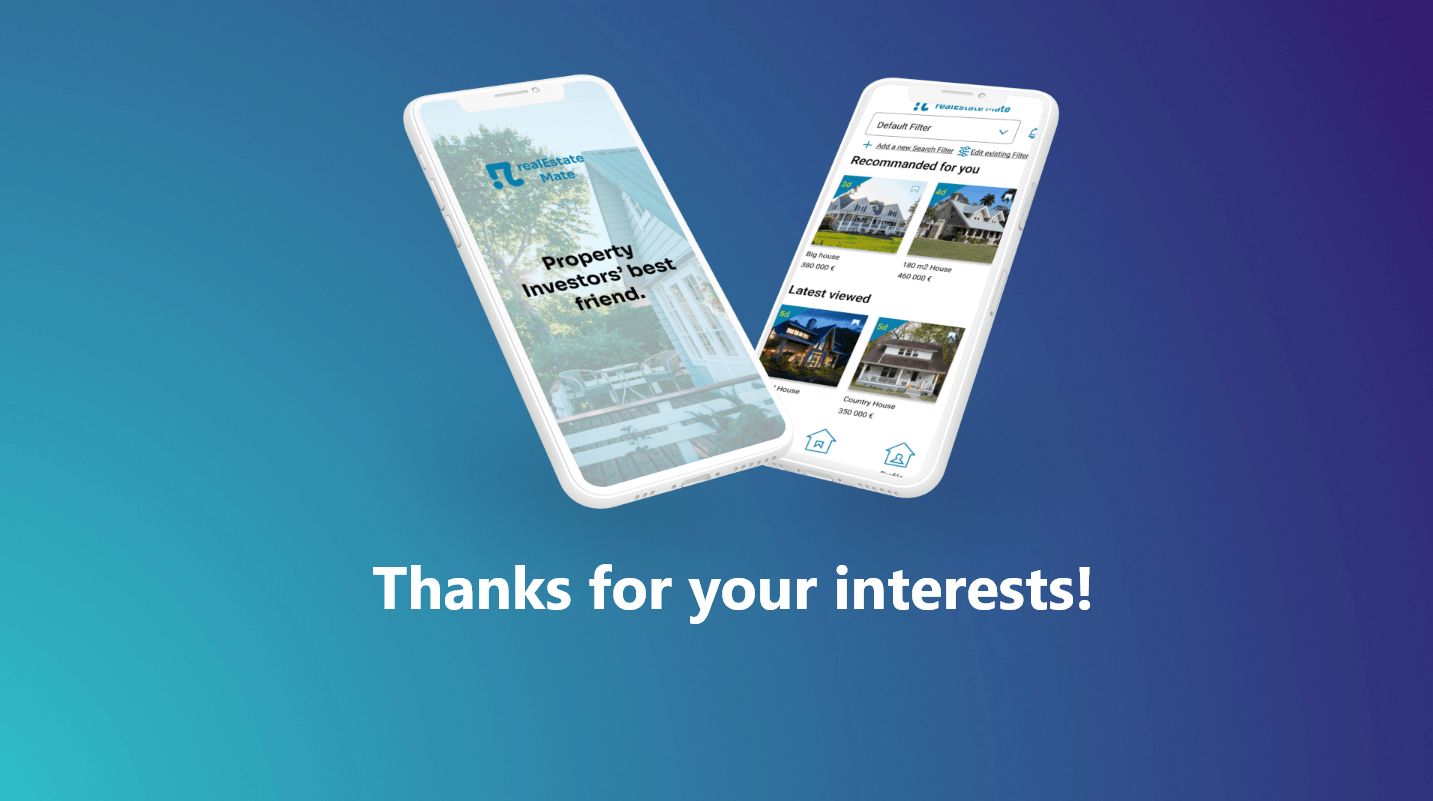 realEstate
Mate
Property
Investors' best
friend.
realEstate Mate
Default Filter
Add a new Search Filter
Edit existing Filter
Recommanded for you
2d
4d
Big house
380 000 €
180 m2 House
460 000 €
Latest viewed
5d
5d
House
Country House
350 000 €
Thanks for your interests!